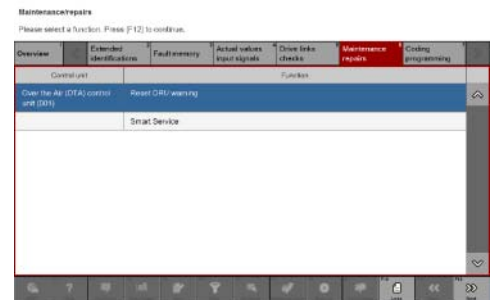 Maintenance/repairs
Please select a function. Press [F12] to continue.
Overview
Extended identifications
Fault memory
Actual values input signals
Drive links checks
Maintenance repairs
Coding programming
Control unit
Function
Over the Air (OTA) control unit (D01)
Reset ORU warning
Smart Service